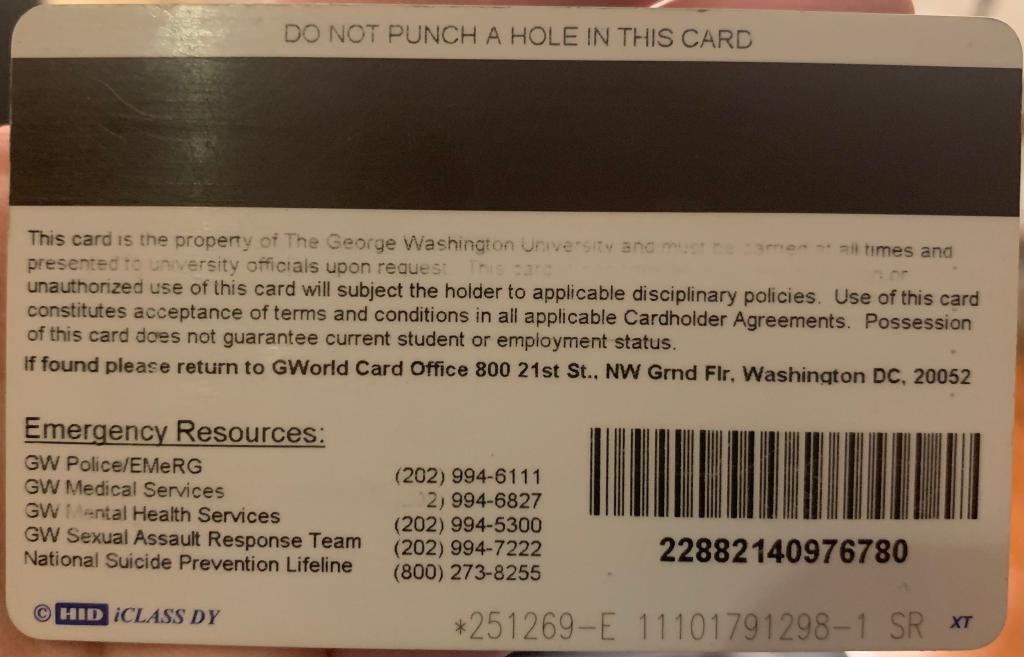 DO NOT PUNCH A HOLE IN THIS CARD
This card is the property of The George Washington University and must be carried at all times and
presented to university officials upon request. This card or
unauthorized use of this card will subject the holder to applicable disciplinary policies. Use of this card
constitutes acceptance of terms and conditions in all applicable Cardholder Agreements. Possession
of this card does not guarantee current student or employment status.
If found please return to GWorld Card Office 800 21st St., NW Grnd Flr, Washington DC, 20052
Emergency Resources:
GW Police/EMeRG (202) 994-6111
GW Medical Services 2) 994-6827
GW Mental Health Services (202) 994-5300
GW Sexual Assault Response Team (202) 994-7222
National Suicide Prevention Lifeline (800) 273-8255
22882140976780
© HID iCLASS DY
*251269-E 11101791298-1 SR XT